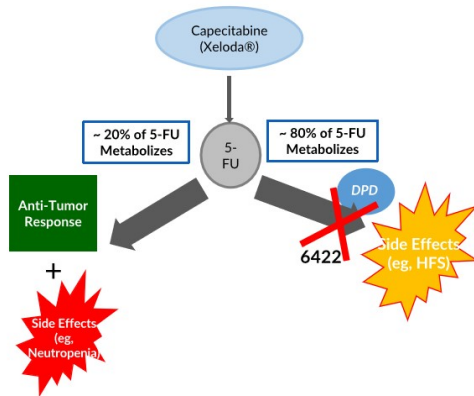 Capecitabine
(Xeloda®)
~ 20% of 5-FU
Metabolizes
5-
FU
~ 80% of 5-FU
Metabolizes
DPD
Anti-Tumor
Response
+
6422
Side Effects
(eg, HFS)
Side Effects
(eg,
Neutropenia)